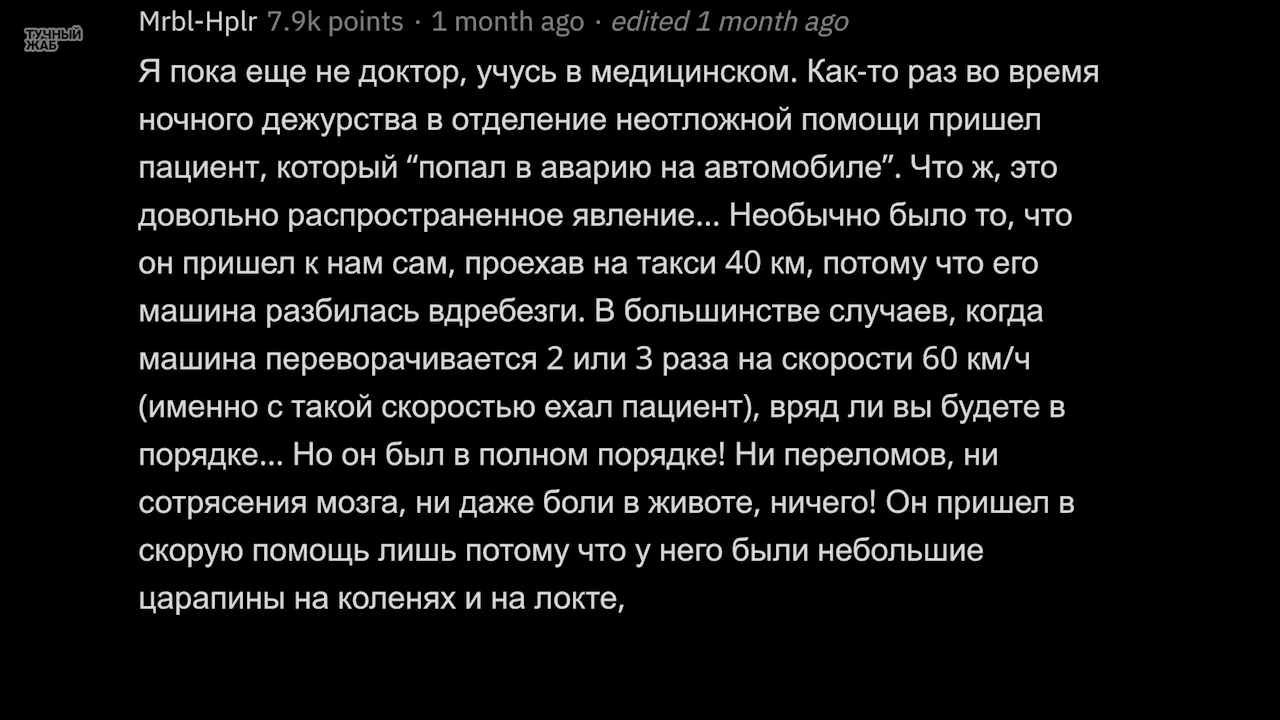 ТУЧНЫЙ
ЖАБ
Mrbl-Hplr 7.9k points · 1 month ago · edited 1 month ago
Я пока еще не доктор, учусь в медицинском. Как-то раз во время
ночного дежурства в отделение неотложной помощи пришел
пациент, который “попал в аварию на автомобиле”. Что ж, это
довольно распространенное явление... Необычно было то, что
он пришел к нам сам, проехав на такси 40 км, потому что его
машина разбилась вдребезги. В большинстве случаев, когда
машина переворачивается 2 или 3 раза на скорости 60 км/ч
(именно с такой скоростью ехал пациент), вряд ли вы будете в
порядке... Но он был в полном порядке! Ни переломов, ни
сотрясения мозга, ни даже боли в животе, ничего! Он пришел в
скорую помощь лишь потому что у него были небольшие
царапины на коленях и на локте,